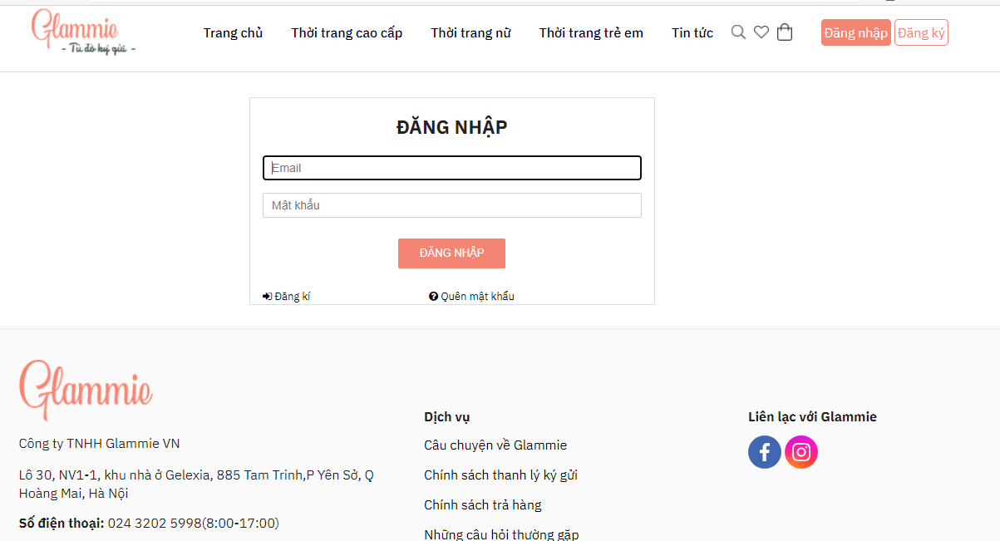 Glammie
- Tủ đồ ký gửi -
Trang chủ Thời trang cao cấp Thời trang nữ Thời trang trẻ em Tin tức Đăng nhập Đăng ký
ĐĂNG NHẬP
Email
Mật khẩu
ĐĂNG NHẬP
Đăng kí Quên mật khẩu
Glammie
Công ty TNHH Glammie VN
Lô 30, NV1-1, khu nhà ở Gelexia, 885 Tam Trinh,P Yên Sở, Q
Hoàng Mai, Hà Nội
Số điện thoại: 024 3202 5998(8:00-17:00)
Dịch vụ
Câu chuyện về Glammie
Chính sách thanh lý ký gửi
Chính sách trả hàng
Những câu hỏi thường gặp
Liên lạc với Glammie